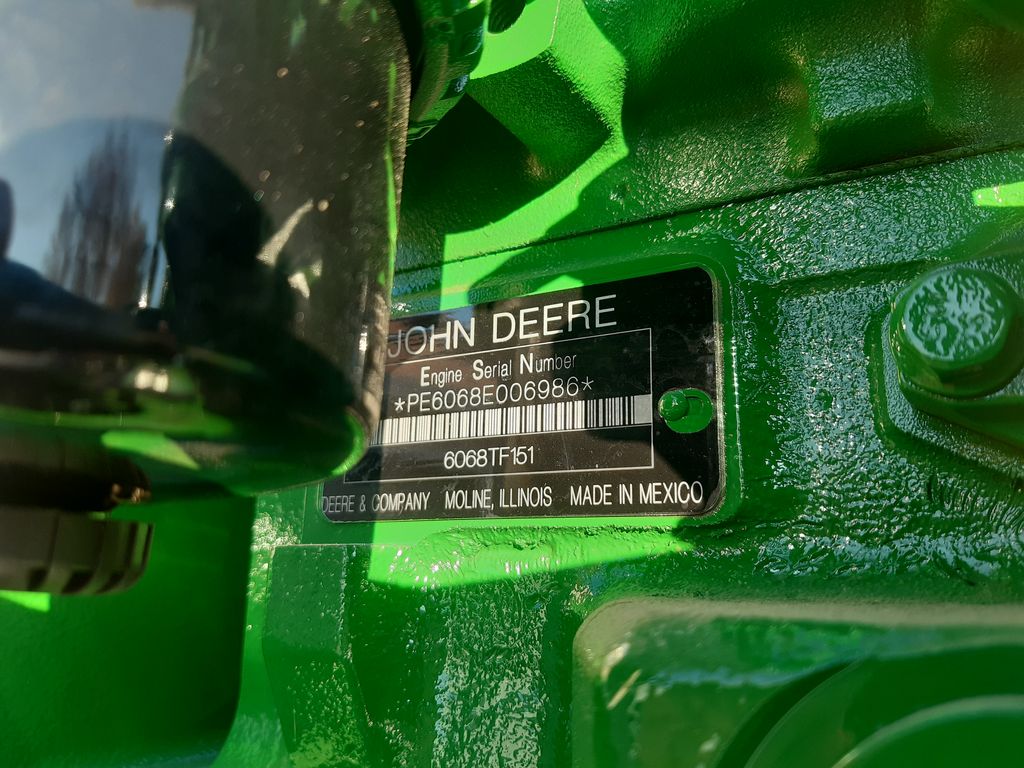 JOHN DEERE
Engine Serial Number
*PE6068E006986*
6068TF151
DEERE & COMPANY MOLINE, ILLINOIS MADE IN MEXICO